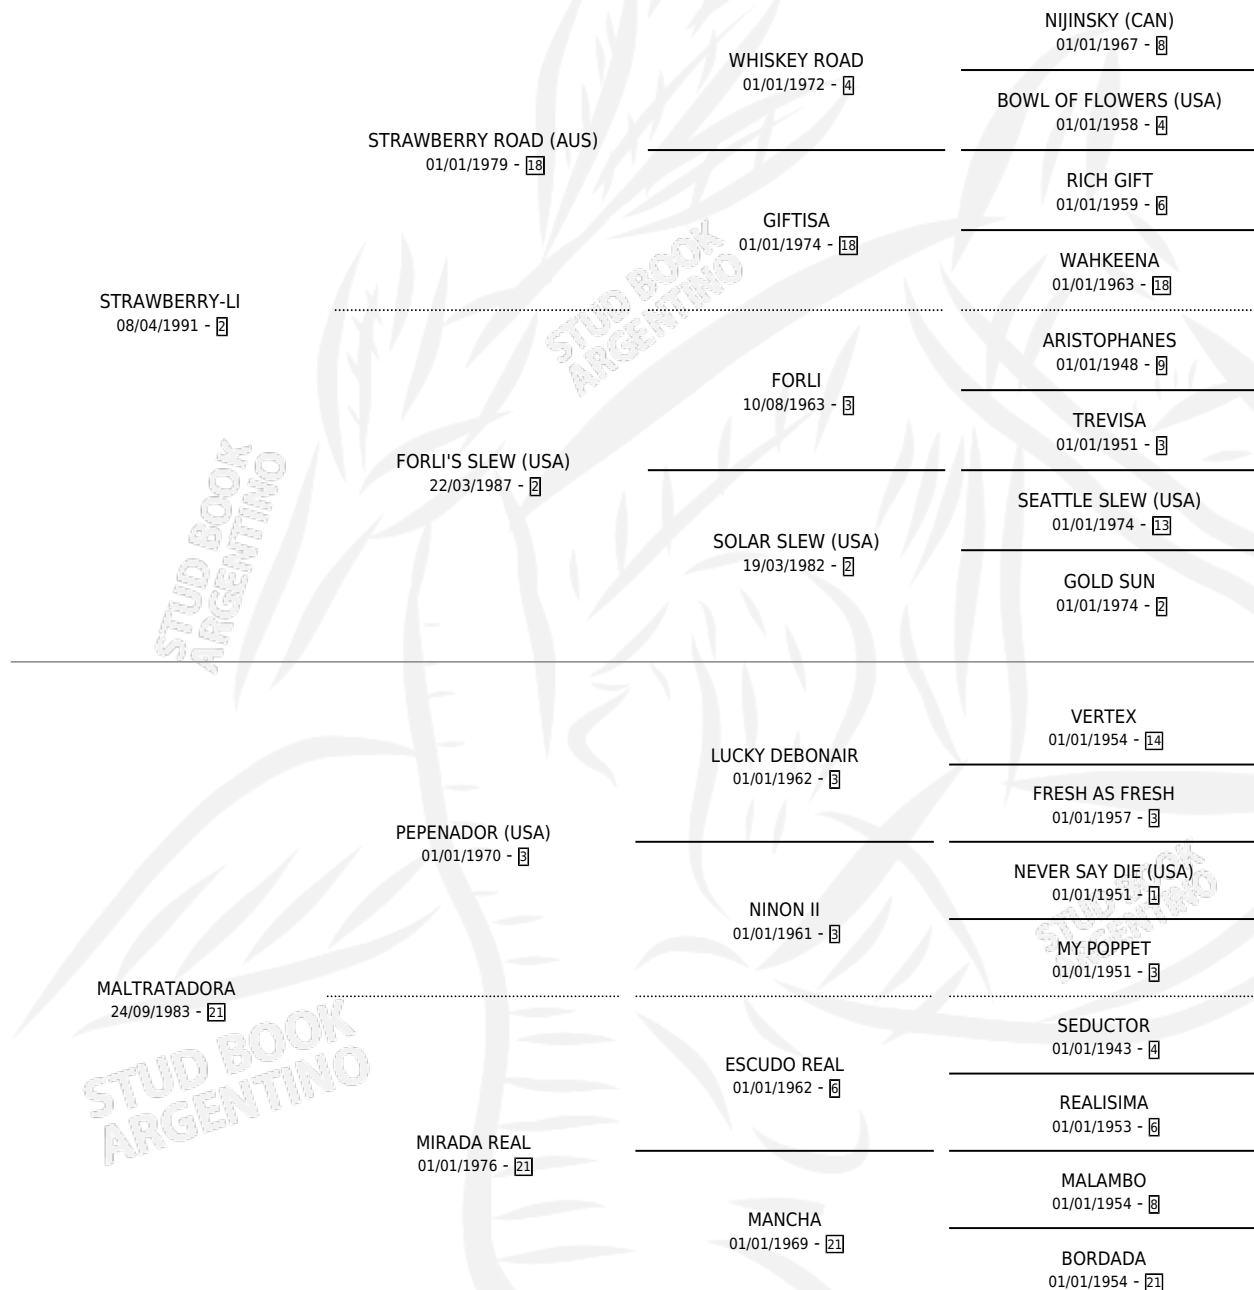 NIJINSKY (CAN)
01/01/1967 - 8
WHISKEY ROAD
01/01/1972 - 4
BOWL OF FLOWERS (USA)
01/01/1958 - 4
STRAWBERRY ROAD (AUS)
01/01/1979 - 18
RICH GIFT
01/01/1959 - 6
GIFTISA
01/01/1974 - 18
WAHKEENA
01/01/1963 - 18
STRAWBERRY-LI
08/04/1991 - 2
ARISTOPHANES
01/01/1948 - 9
FORLI
10/08/1963 - 3
TREVISA
01/01/1951 - 3
FORLI'S SLEW (USA)
22/03/1987 - 2
SEATTLE SLEW (USA)
01/01/1974 - 13
SOLAR SLEW (USA)
19/03/1982 - 2
GOLD SUN
01/01/1974 - 2
VERTEX
01/01/1954 - 14
LUCKY DEBONAIR
01/01/1962 - 3
FRESH AS FRESH
01/01/1957 - 3
PEPENADOR (USA)
01/01/1970 - 3
NEVER SAY DIE (USA)
01/01/1951 - 1
NINON II
01/01/1961 - 3
MY POPPET
01/01/1951 - 3
MALTRATADORA
24/09/1983 - 21
SEDUCTOR
01/01/1943 - 4
ESCUDO REAL
01/01/1962 - 6
REALISIMA
01/01/1953 - 6
MIRADA REAL
01/01/1976 - 21
MALAMBO
01/01/1954 - 8
MANCHA
01/01/1969 - 21
BORDADA
01/01/1954 - 21
STUD BOOK
ARGENTINO
STUD BOOK
ARGENTINO
STUD BOOK
ARGENTINO
STUD BOOK
ARGENTINO